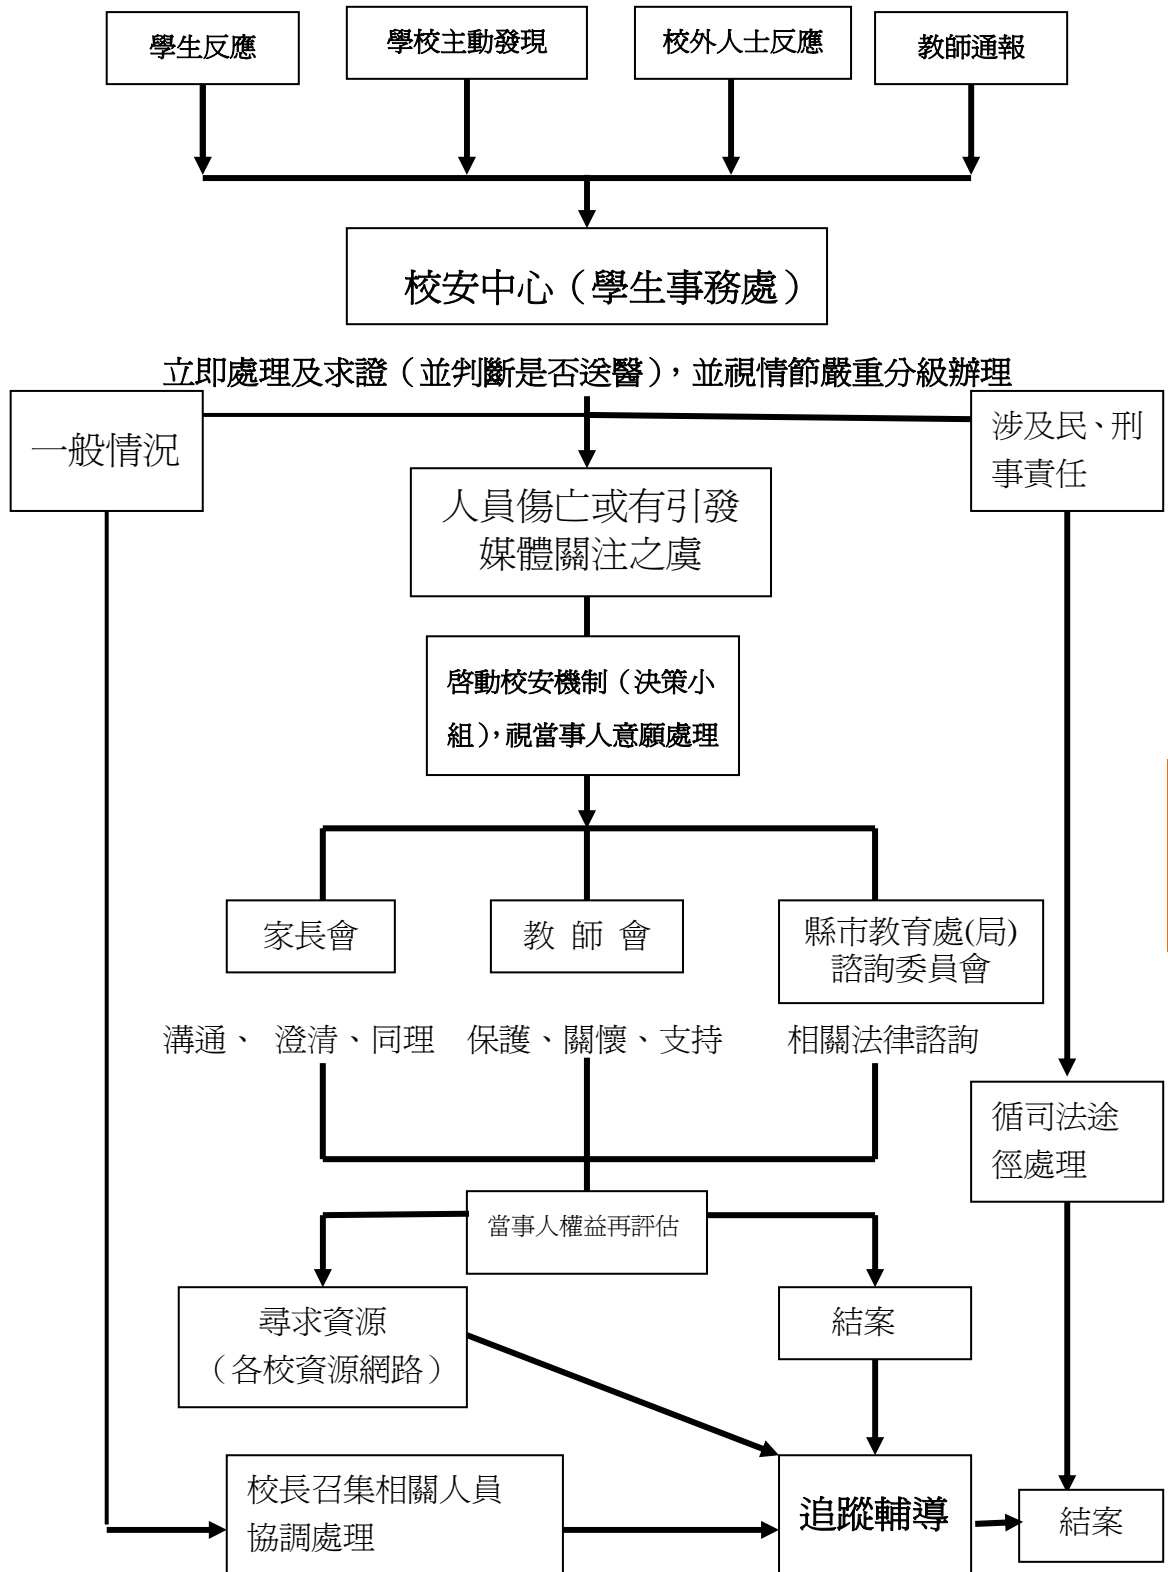 學生反應
學校主動發現
校外人士反應
教師通報
校安中心（學生事務處）
立即處理及求證（並判斷是否送醫），並視情節嚴重分級辦理
一般情況
涉及民、刑
事責任
人員傷亡或有引發
媒體關注之虞
啓動校安機制（決策小
組），視當事人意願處理
家長會
教 師 會
縣市教育處(局)
諮詢委員會
溝通、 澄清、同理
保護、關懷、支持
相關法律諮詢
循司法途
徑處理
當事人權益再評估
尋求資源
（各校資源網路）
結案
校長召集相關人員
協調處理
追蹤輔導
結案